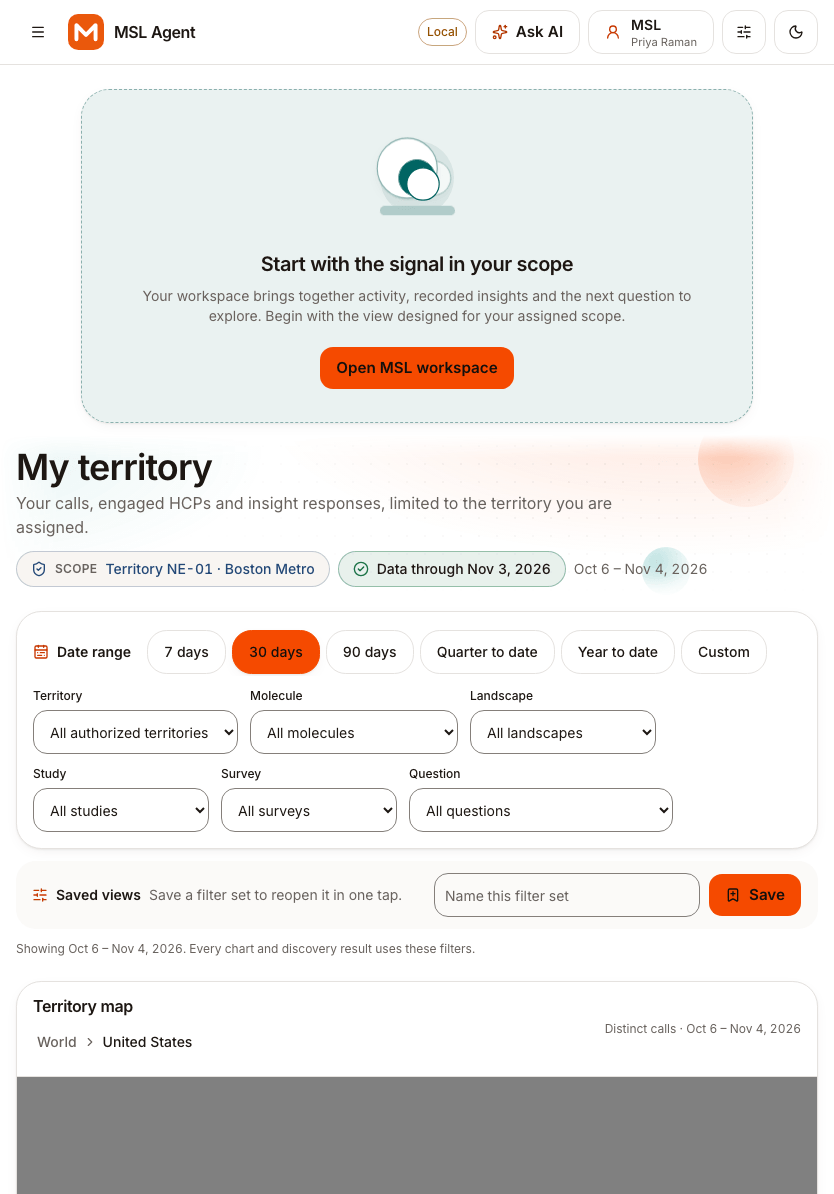 MSL Agent
Local
Ask AI
MSL
Priya Raman
Start with the signal in your scope
Your workspace brings together activity, recorded insights and the next question to
explore. Begin with the view designed for your assigned scope.
Open MSL workspace
My territory
Your calls, engaged HCPs and insight responses, limited to the territory you are
assigned.
SCOPE Territory NE-01 · Boston Metro
Data through Nov 3, 2026
Oct 6 – Nov 4, 2026
Date range
7 days
30 days
90 days
Quarter to date
Year to date
Custom
Territory
Molecule
Landscape
All authorized territories
All molecules
All landscapes
Study
Survey
Question
All studies
All surveys
All questions
Saved views Save a filter set to reopen it in one tap.
Name this filter set
Save
Showing Oct 6 – Nov 4, 2026. Every chart and discovery result uses these filters.
Territory map
Distinct calls · Oct 6 – Nov 4, 2026
World > United States